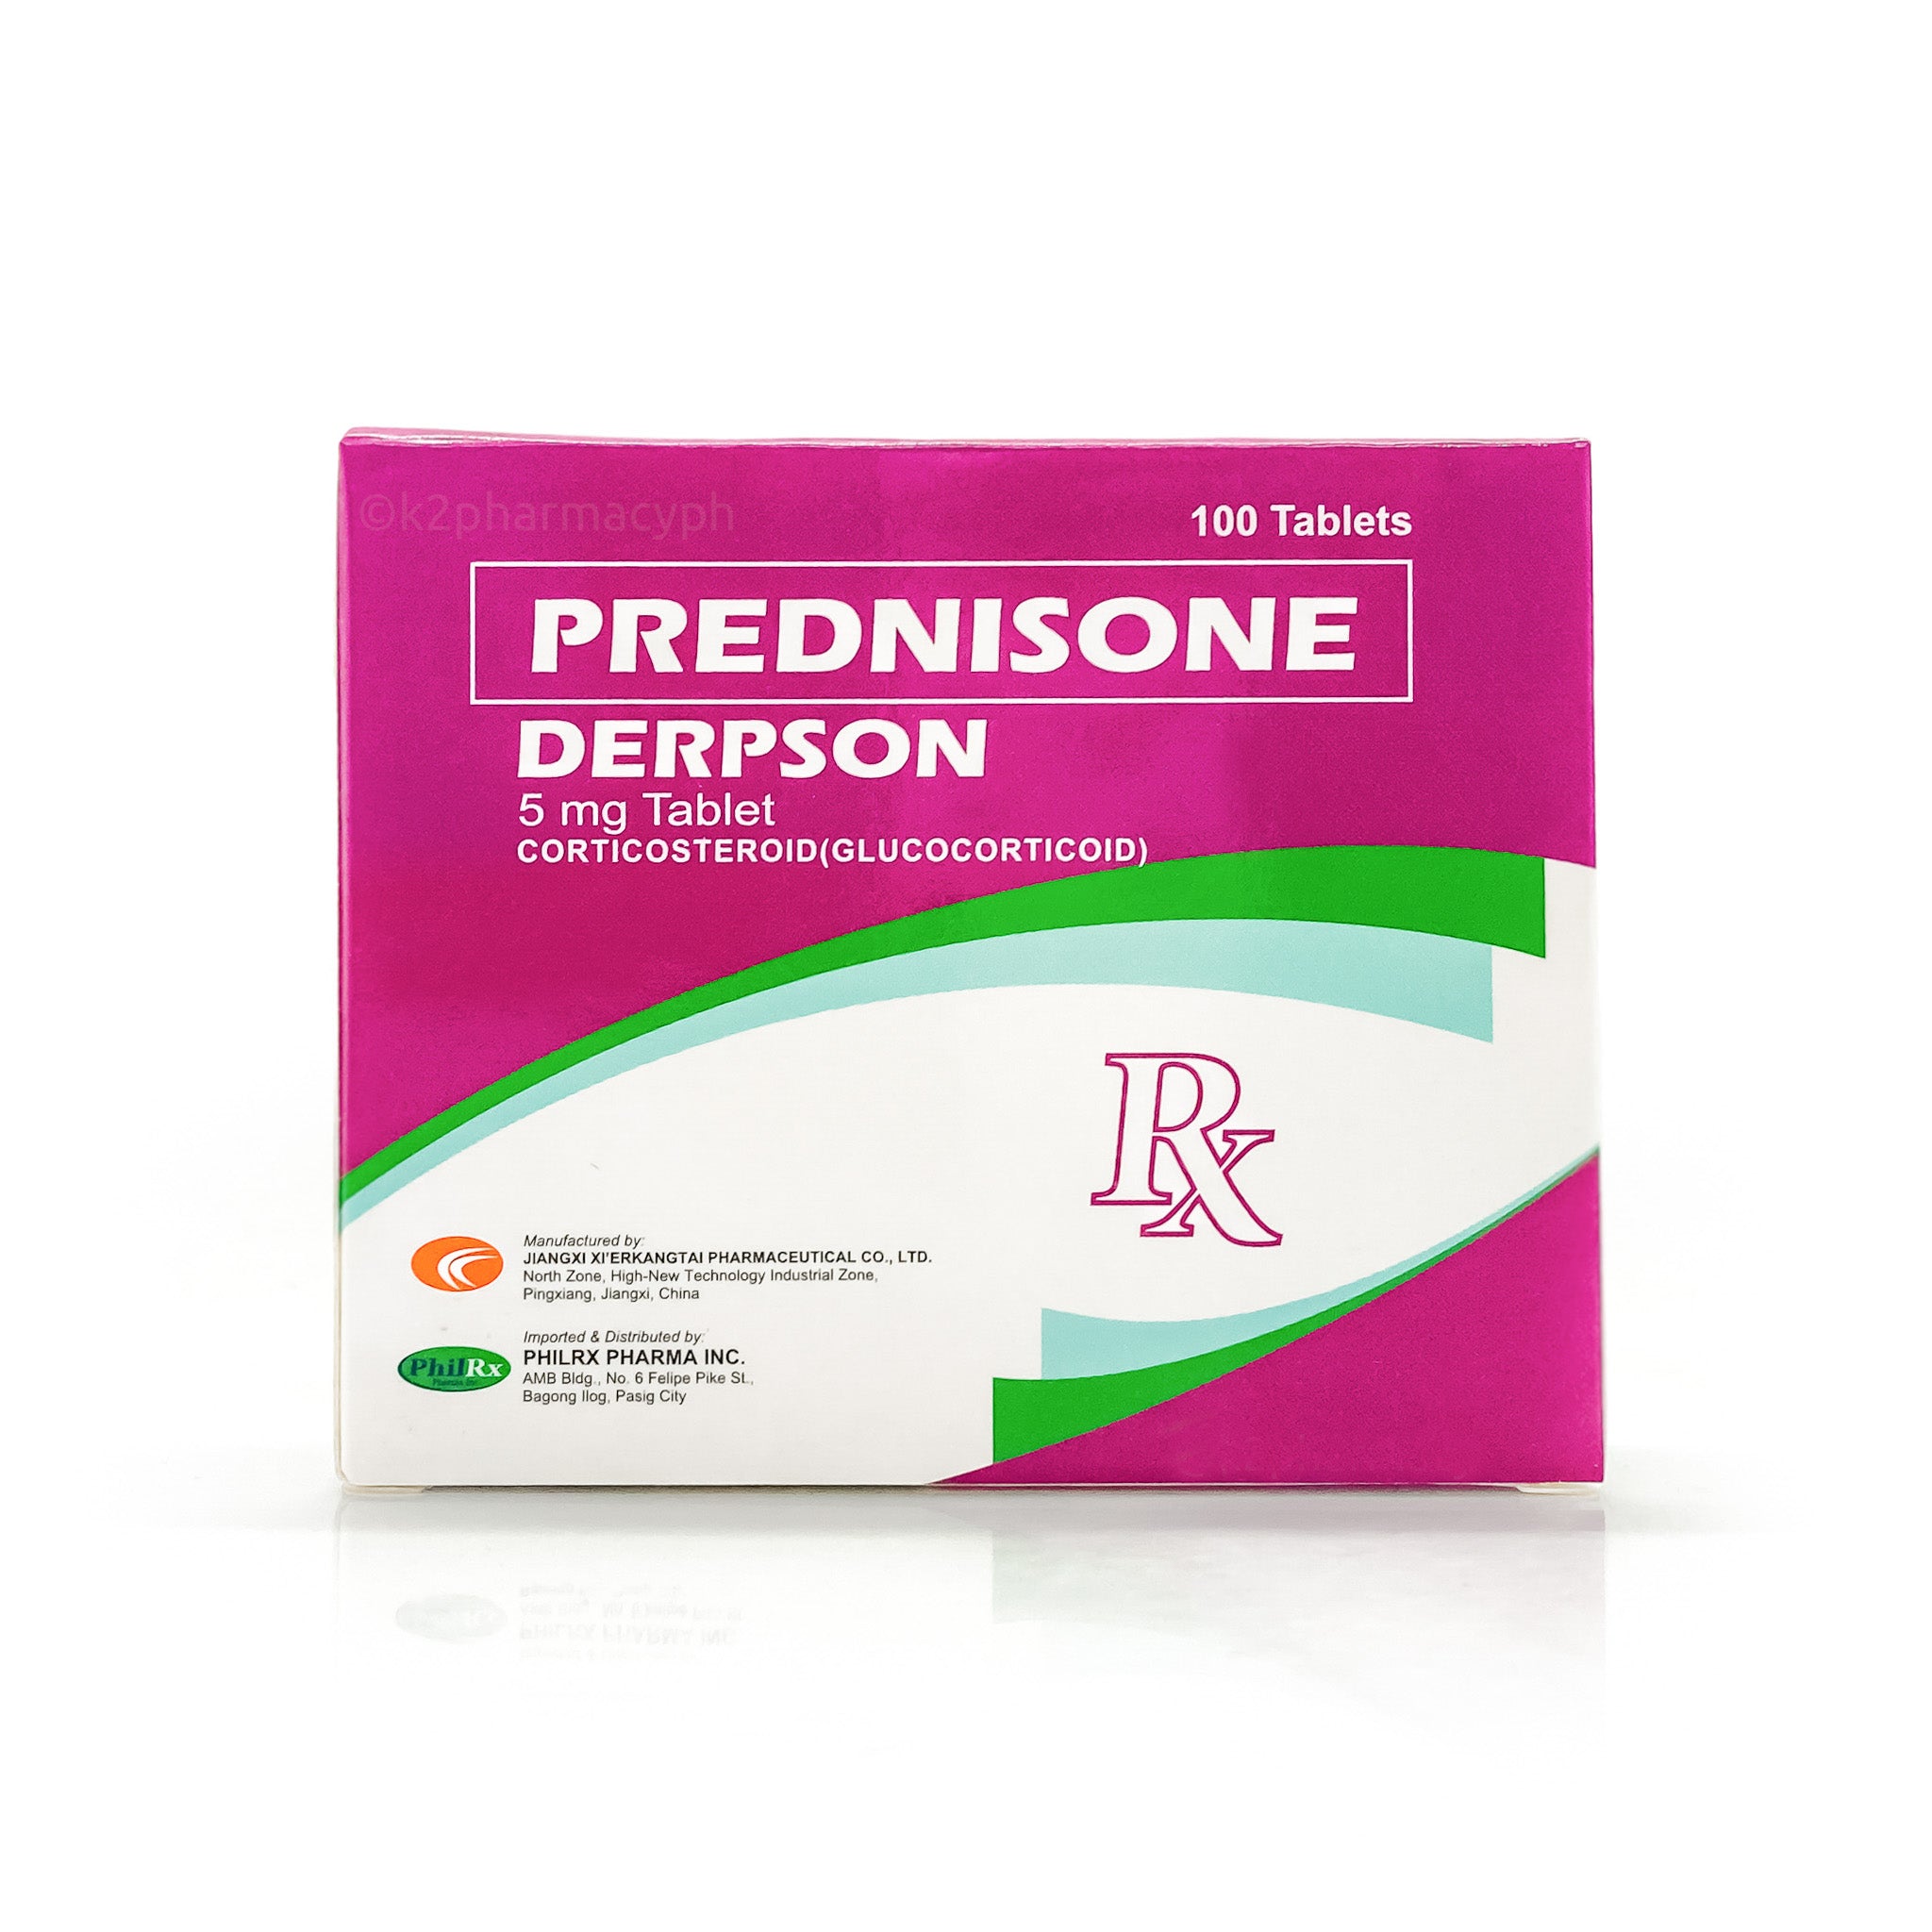 ©k2pharmacyph
100 Tablets
PREDNISONE
DERPSON
5 mg Tablet
CORTICOSTEROID(GLUCOCORTICOID)
Rx
Manufactured by:
JIANGXI XI'ERKANGTAI PHARMACEUTICAL CO., LTD.
North Zone, High-New Technology Industrial Zone,
Pingxiang, Jiangxi, China
PhilRx
Pharma Inc.
Imported & Distributed by:
PHILRX PHARMA INC.
AMB Bldg., No. 6 Felipe Pike St.,
Bagong Ilog, Pasig City